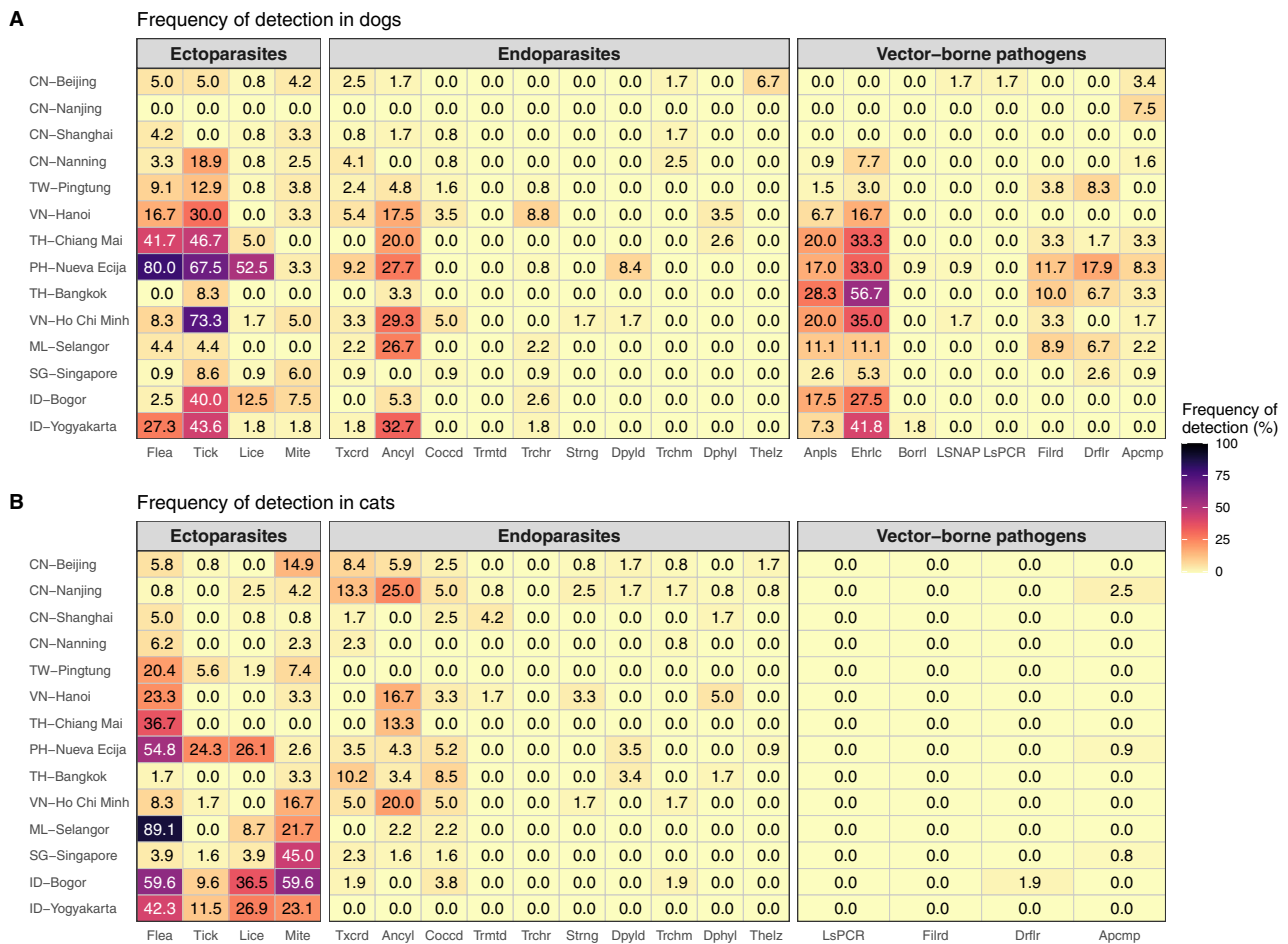 A
Frequency of detection in dogs
Ectoparasites Endoparasites Vector–borne pathogens
CN–Beijing 5.0 5.0 0.8 4.2 2.5 1.7 0.0 0.0 0.0 0.0 0.0 1.7 0.0 6.7 0.0 0.0 0.0 1.7 1.7 0.0 0.0 3.4
CN–Nanjing 0.0 0.0 0.0 0.0 0.0 0.0 0.0 0.0 0.0 0.0 0.0 0.0 0.0 0.0 0.0 0.0 0.0 0.0 0.0 0.0 0.0 7.5
CN–Shanghai 4.2 0.0 0.8 3.3 0.8 1.7 0.8 0.0 0.0 0.0 0.0 1.7 0.0 0.0 0.0 0.0 0.0 0.0 0.0 0.0 0.0 0.0
CN–Nanning 3.3 18.9 0.8 2.5 4.1 0.0 0.8 0.0 0.0 0.0 0.0 2.5 0.0 0.0 0.9 7.7 0.0 0.0 0.0 0.0 0.0 1.6
TW–Pingtung 9.1 12.9 0.8 3.8 2.4 4.8 1.6 0.0 0.8 0.0 0.0 0.0 0.0 0.0 1.5 3.0 0.0 0.0 0.0 3.8 8.3 0.0
VN–Hanoi 16.7 30.0 0.0 3.3 5.4 17.5 3.5 0.0 8.8 0.0 0.0 0.0 3.5 0.0 6.7 16.7 0.0 0.0 0.0 0.0 0.0 0.0
TH–Chiang Mai 41.7 46.7 5.0 0.0 0.0 20.0 0.0 0.0 0.0 0.0 0.0 0.0 2.6 0.0 20.0 33.3 0.0 0.0 0.0 3.3 1.7 3.3
PH–Nueva Ecija 80.0 67.5 52.5 3.3 9.2 27.7 0.0 0.0 0.8 0.0 8.4 0.0 0.0 0.0 17.0 33.0 0.9 0.9 0.0 11.7 17.9 8.3
TH–Bangkok 0.0 8.3 0.0 0.0 0.0 3.3 0.0 0.0 0.0 0.0 0.0 0.0 0.0 0.0 28.3 56.7 0.0 0.0 0.0 10.0 6.7 3.3
VN–Ho Chi Minh 8.3 73.3 1.7 5.0 3.3 29.3 5.0 0.0 0.0 1.7 1.7 0.0 0.0 0.0 20.0 35.0 0.0 1.7 0.0 3.3 0.0 1.7
ML–Selangor 4.4 4.4 0.0 0.0 2.2 26.7 0.0 0.0 2.2 0.0 0.0 0.0 0.0 0.0 11.1 11.1 0.0 0.0 0.0 8.9 6.7 2.2
SG–Singapore 0.9 8.6 0.9 6.0 0.9 0.0 0.9 0.0 0.9 0.0 0.0 0.0 0.0 0.0 2.6 5.3 0.0 0.0 0.0 0.0 2.6 0.9
ID–Bogor 2.5 40.0 12.5 7.5 0.0 5.3 0.0 0.0 2.6 0.0 0.0 0.0 0.0 0.0 17.5 27.5 0.0 0.0 0.0 0.0 0.0 0.0
ID–Yogyakarta 27.3 43.6 1.8 1.8 1.8 32.7 0.0 0.0 1.8 0.0 0.0 0.0 0.0 0.0 7.3 41.8 1.8 0.0 0.0 0.0 0.0 0.0
Flea Tick Lice Mite Txcrd Ancyl Coccd Trmtd Trchr Strng Dpyld Trchm Dphyl Thelz Anpls Ehrlc Borrl LSNAP LsPCR Filrd Drflr Apcmp
Frequency of
detection (%)
100
75
50
25
0
B
Frequency of detection in cats
Ectoparasites Endoparasites Vector–borne pathogens
CN–Beijing 5.8 0.8 0.0 14.9 8.4 5.9 2.5 0.0 0.0 0.8 1.7 0.8 0.0 1.7 0.0 0.0 0.0 0.0
CN–Nanjing 0.8 0.0 2.5 4.2 13.3 25.0 5.0 0.8 0.0 2.5 1.7 1.7 0.8 0.8 0.0 0.0 0.0 2.5
CN–Shanghai 5.0 0.0 0.8 0.8 1.7 0.0 2.5 4.2 0.0 0.0 0.0 0.0 1.7 0.0 0.0 0.0 0.0 0.0
CN–Nanning 6.2 0.0 0.0 2.3 2.3 0.0 0.0 0.0 0.0 0.0 0.0 0.8 0.0 0.0 0.0 0.0 0.0 0.0
TW–Pingtung 20.4 5.6 1.9 7.4 0.0 0.0 0.0 0.0 0.0 0.0 0.0 0.0 0.0 0.0 0.0 0.0 0.0 0.0
VN–Hanoi 23.3 0.0 0.0 3.3 0.0 16.7 3.3 1.7 0.0 3.3 0.0 0.0 5.0 0.0 0.0 0.0 0.0 0.0
TH–Chiang Mai 36.7 0.0 0.0 0.0 0.0 13.3 0.0 0.0 0.0 0.0 0.0 0.0 0.0 0.0 0.0 0.0 0.0 0.0
PH–Nueva Ecija 54.8 24.3 26.1 2.6 3.5 4.3 5.2 0.0 0.0 0.0 3.5 0.0 0.0 0.9 0.0 0.0 0.0 0.9
TH–Bangkok 1.7 0.0 0.0 3.3 10.2 3.4 8.5 0.0 0.0 0.0 3.4 0.0 1.7 0.0 0.0 0.0 0.0 0.0
VN–Ho Chi Minh 8.3 1.7 0.0 16.7 5.0 20.0 5.0 0.0 0.0 1.7 0.0 1.7 0.0 0.0 0.0 0.0 0.0 0.0
ML–Selangor 89.1 0.0 8.7 21.7 0.0 2.2 2.2 0.0 0.0 0.0 0.0 0.0 0.0 0.0 0.0 0.0 0.0 0.0
SG–Singapore 3.9 1.6 3.9 45.0 2.3 1.6 1.6 0.0 0.0 0.0 0.0 0.0 0.0 0.0 0.0 0.0 0.0 0.8
ID–Bogor 59.6 9.6 36.5 59.6 1.9 0.0 3.8 0.0 0.0 0.0 0.0 1.9 0.0 0.0 0.0 0.0 1.9 0.0
ID–Yogyakarta 42.3 11.5 26.9 23.1 0.0 0.0 0.0 0.0 0.0 0.0 0.0 0.0 0.0 0.0 0.0 0.0 0.0 0.0
Flea Tick Lice Mite Txcrd Ancyl Coccd Trmtd Trchr Strng Dpyld Trchm Dphyl Thelz LsPCR Filrd Drflr Apcmp